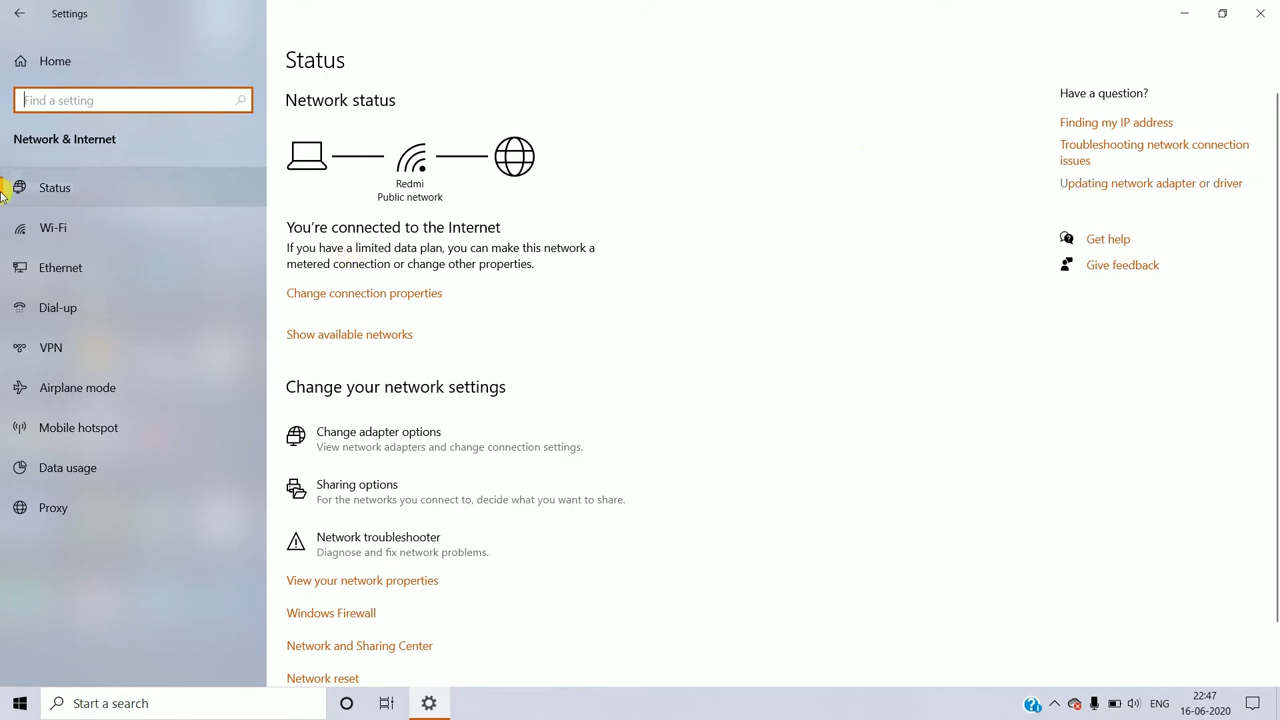 Settings
Home
Find a setting
Network & Internet
Status
Wi-Fi
Ethernet
Dial-up
VPN
Airplane mode
Mobile hotspot
Data usage
Proxy
Status
Network status
Redmi
Public network
You're connected to the Internet
If you have a limited data plan, you can make this network a
metered connection or change other properties.
Change connection properties
Show available networks
Change your network settings
Change adapter options
View network adapters and change connection settings.
Sharing options
For the networks you connect to, decide what you want to share.
Network troubleshooter
Diagnose and fix network problems.
View your network properties
Windows Firewall
Network and Sharing Center
Network reset
Have a question?
Finding my IP address
Troubleshooting network connection
issues
Updating network adapter or driver
Get help
Give feedback
Start a search
ENG
22:47
16-06-2020